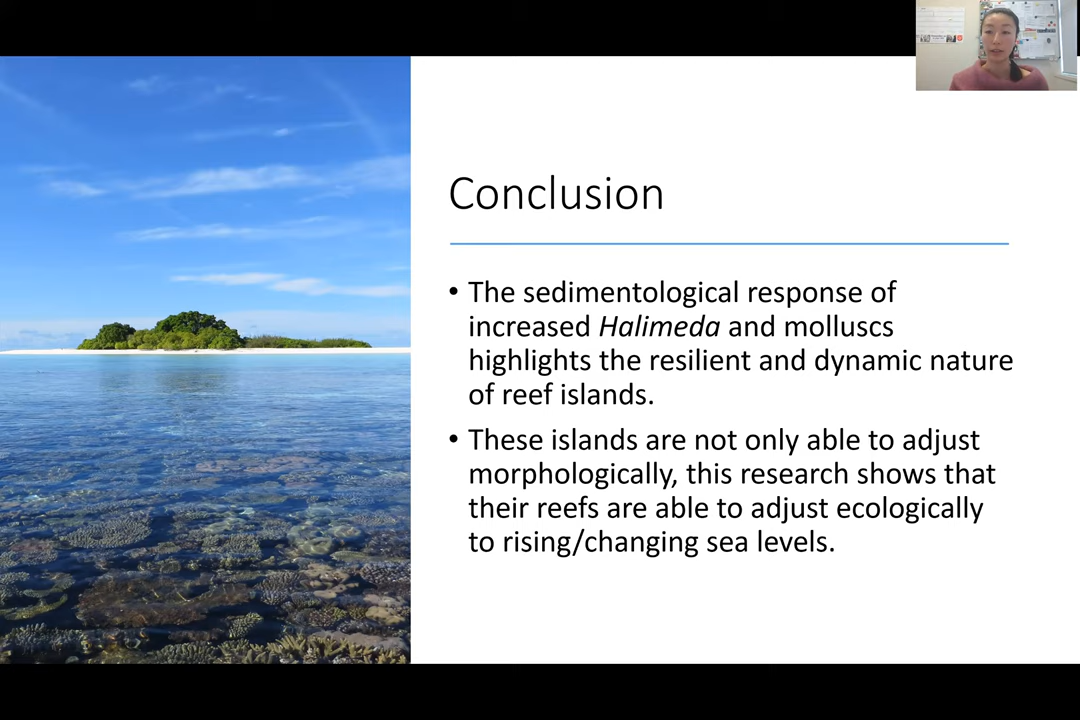 Conclusion
• The sedimentological response of
increased Halimeda and molluscs
highlights the resilient and dynamic nature
of reef islands.
• These islands are not only able to adjust
morphologically, this research shows that
their reefs are able to adjust ecologically
to rising/changing sea levels.